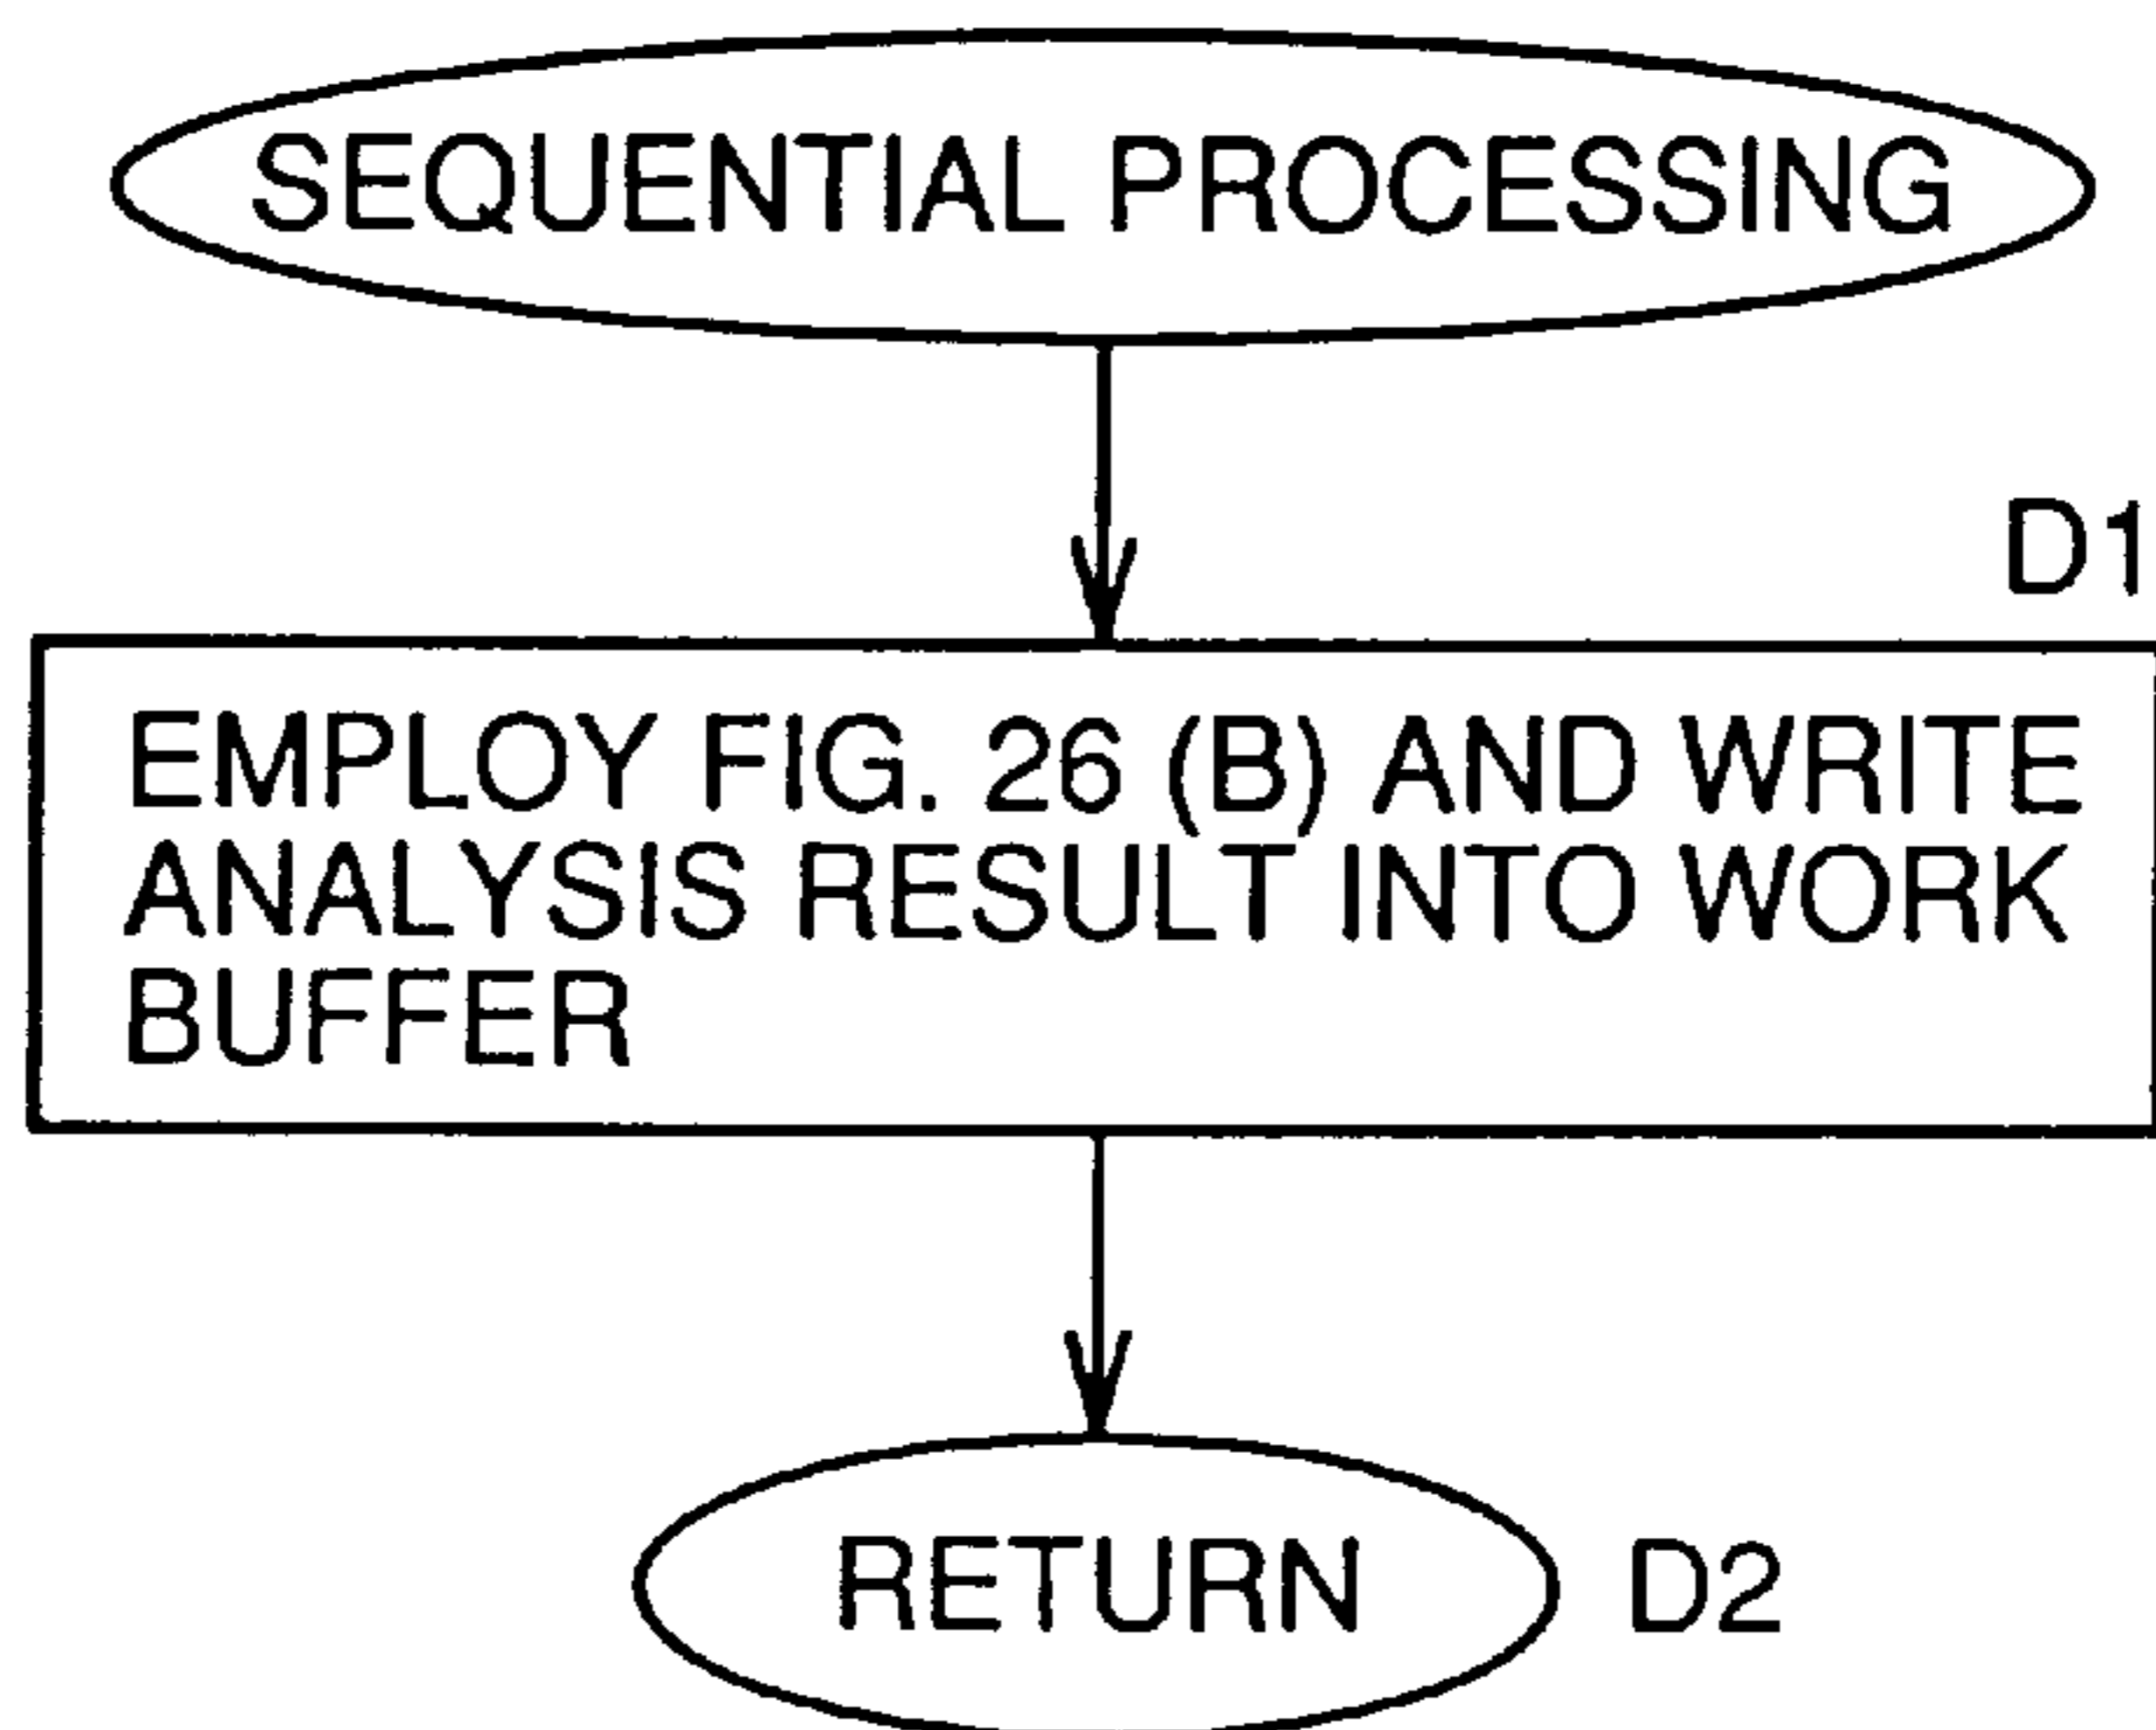 SEQUENTIAL PROCESSING
D1
EMPLOY FIG. 26 (B) AND WRITE
ANALYSIS RESULT INTO WORK
BUFFER
RETURN
D2